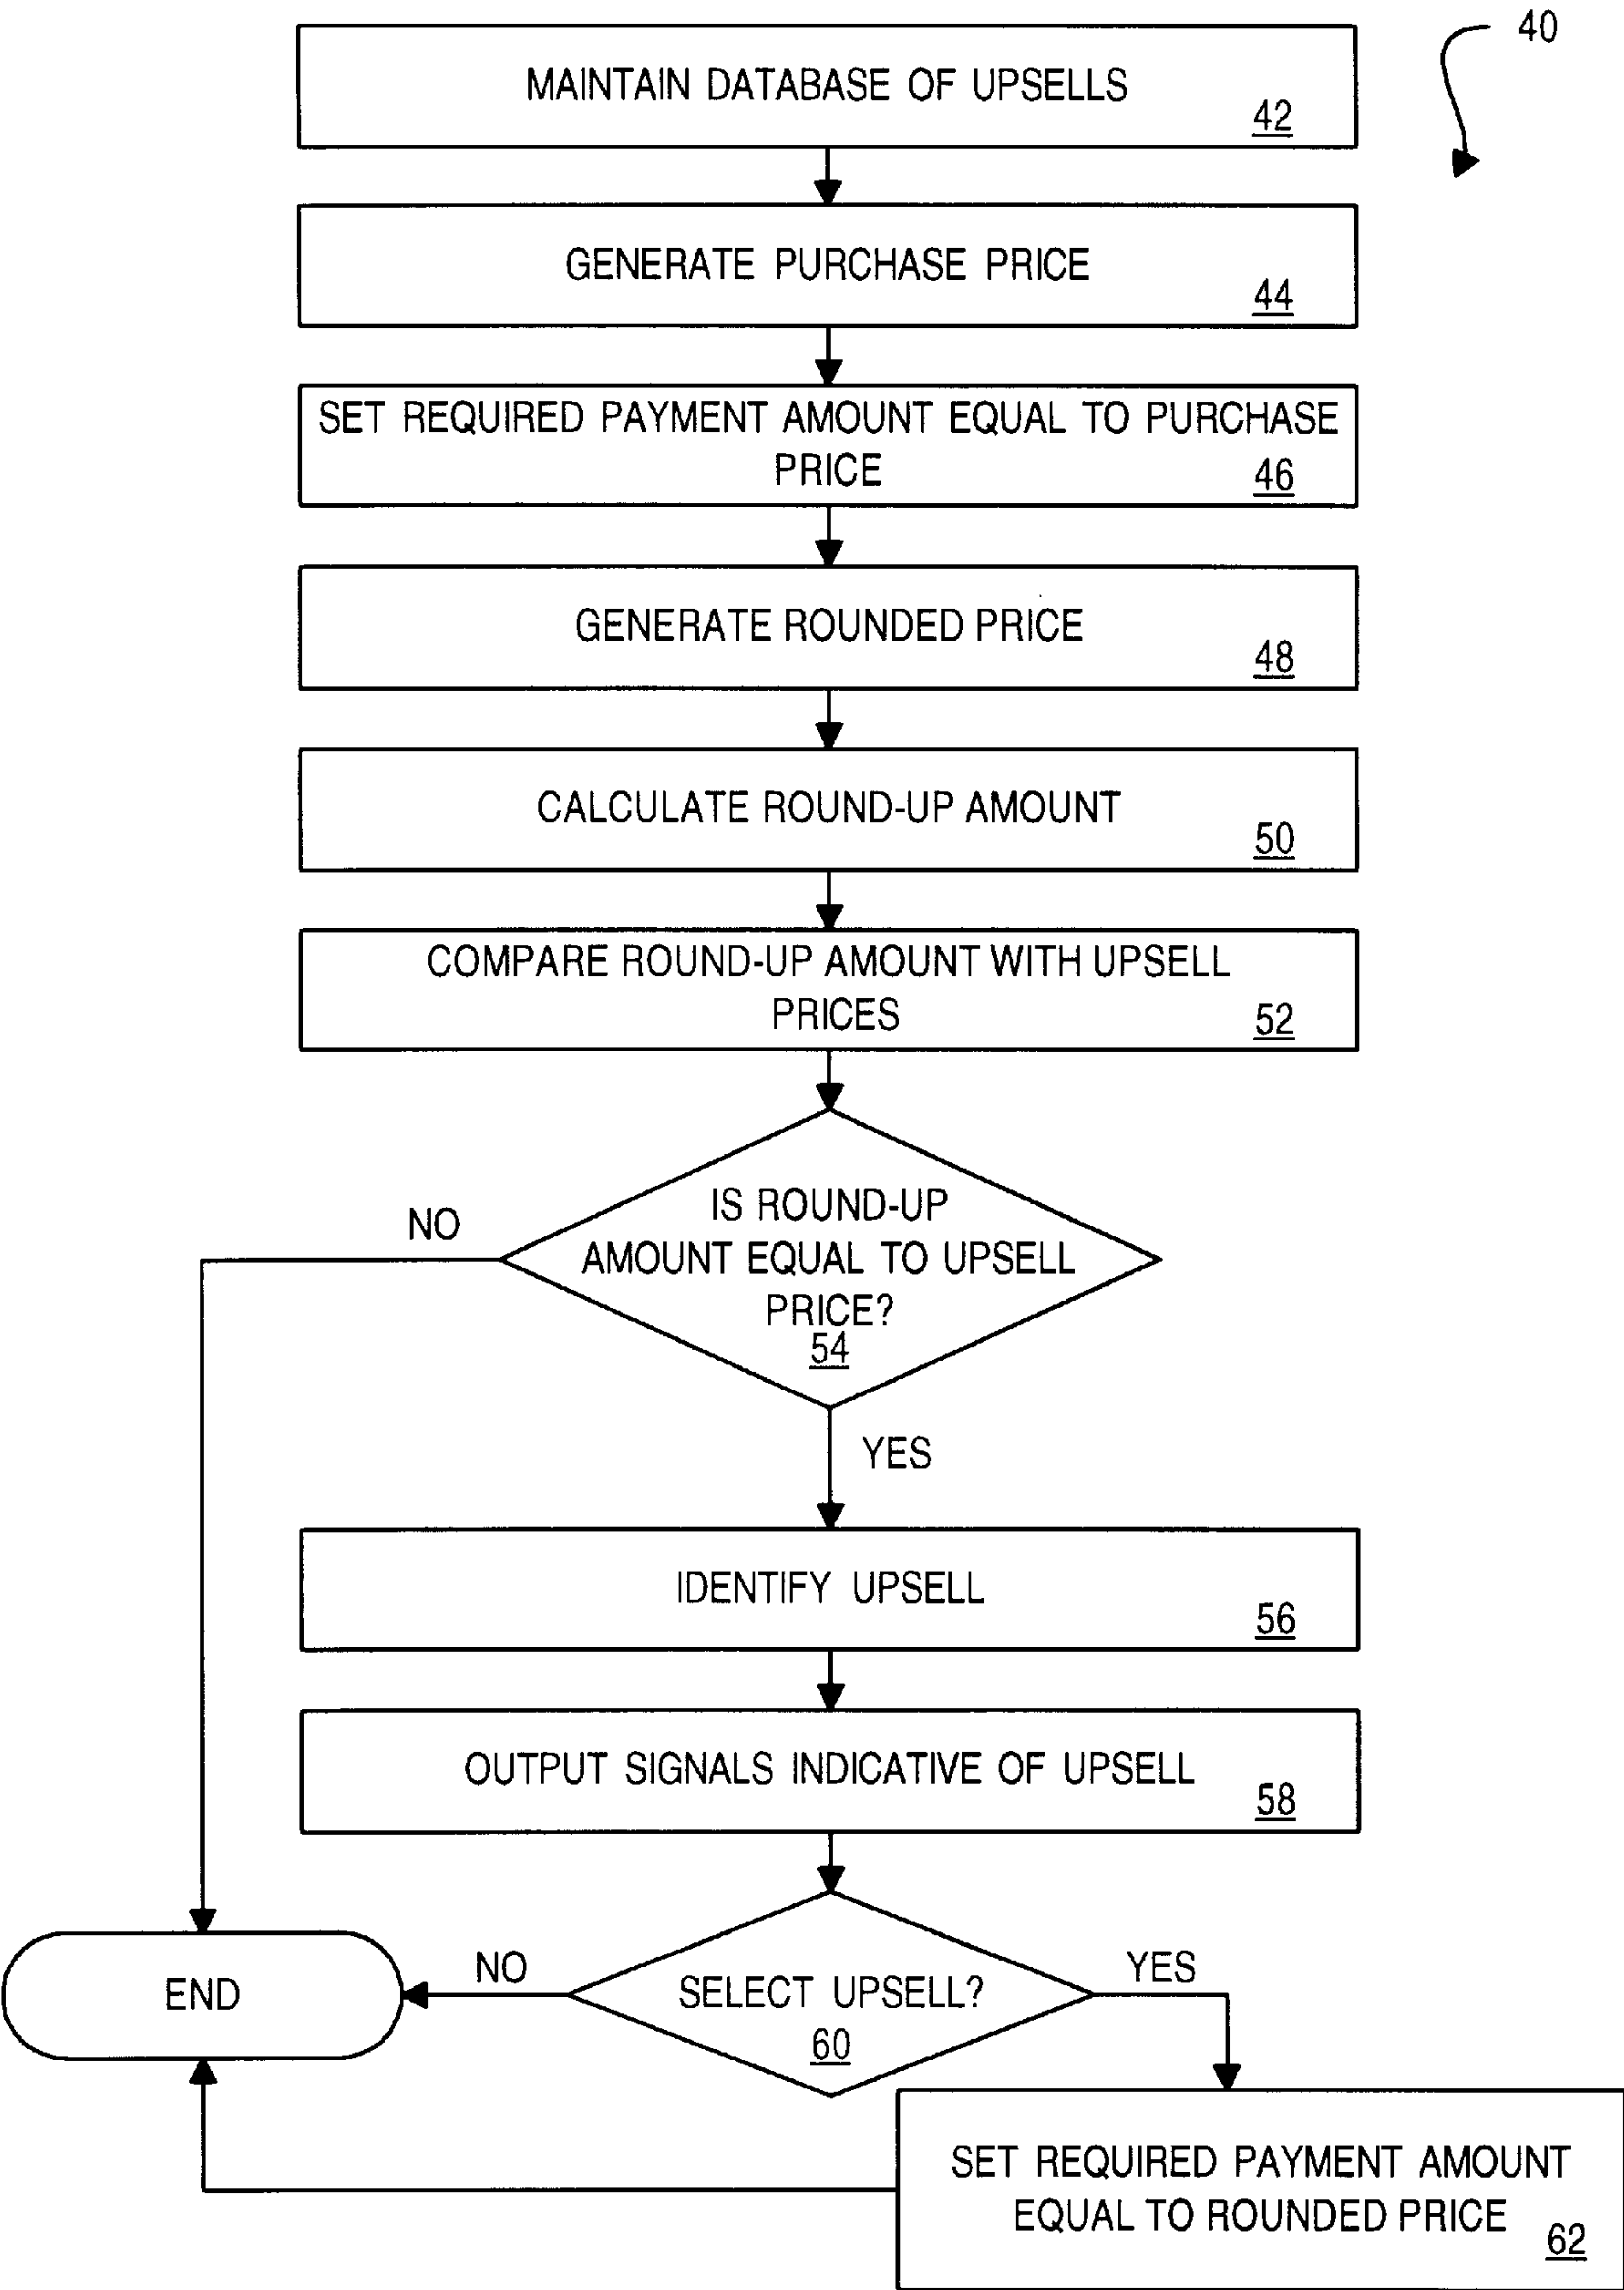 40
MAINTAIN DATABASE OF UPSELLS
42
GENERATE PURCHASE PRICE
44
SET REQUIRED PAYMENT AMOUNT EQUAL TO PURCHASE
PRICE
46
GENERATE ROUNDED PRICE
48
CALCULATE ROUND-UP AMOUNT
50
COMPARE ROUND-UP AMOUNT WITH UPSELL
PRICES
52
IS ROUND-UP
AMOUNT EQUAL TO UPSELL
PRICE?
54
NO
YES
IDENTIFY UPSELL
56
OUTPUT SIGNALS INDICATIVE OF UPSELL
58
SELECT UPSELL?
60
NO
YES
END
SET REQUIRED PAYMENT AMOUNT
EQUAL TO ROUNDED PRICE
62